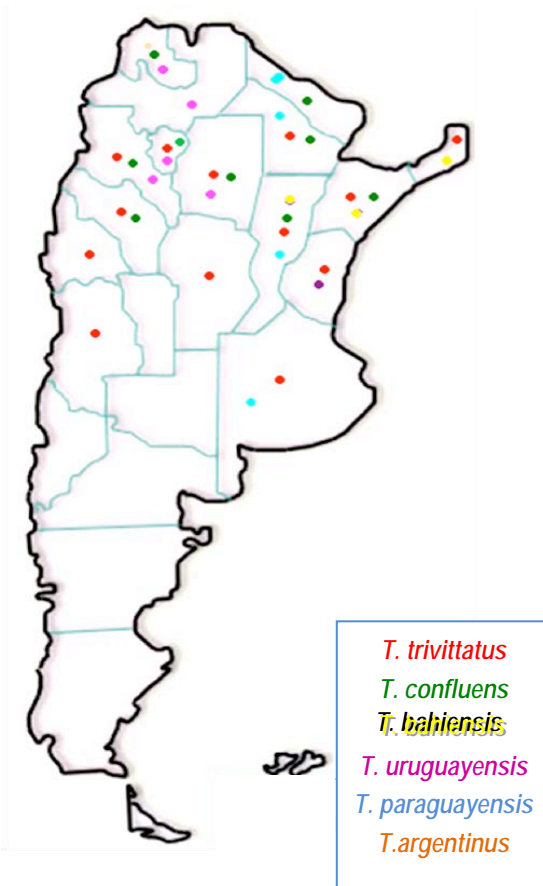 T. trivittatus
T. confluens
T. bahiensis
T. uruguayensis
T. paraguayensis
T.argentinus